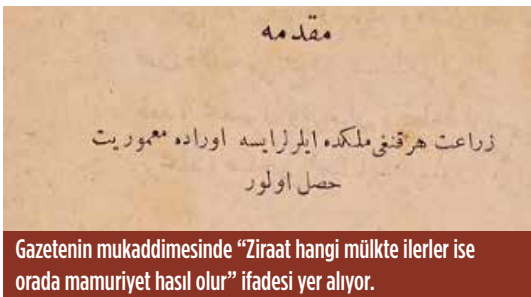 مقدمه
زراعت هر قنغی ملکده ایلرلرایسه اوراده معموریت
حصل اولور
Gazetenin mukaddimesinde “Ziraat hangi mülkte ilerler ise
orada mamuriyet hasıl olur” ifadesi yer alıyor.